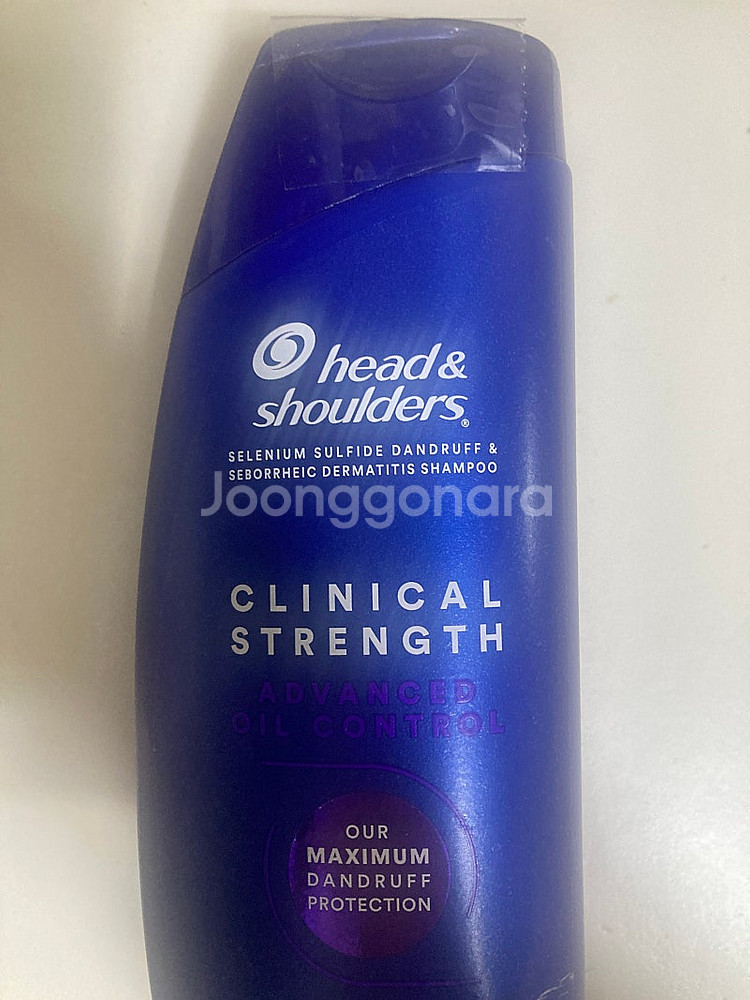 head &
shoulders®
SELENIUM SULFIDE DANDRUFF &
SEBORRHEIC DERMATITIS SHAMPOO
Joonggonara
CLINICAL
STRENGTH
ADVANCED
OIL CONTROL
OUR
MAXIMUM
DANDRUFF
PROTECTION